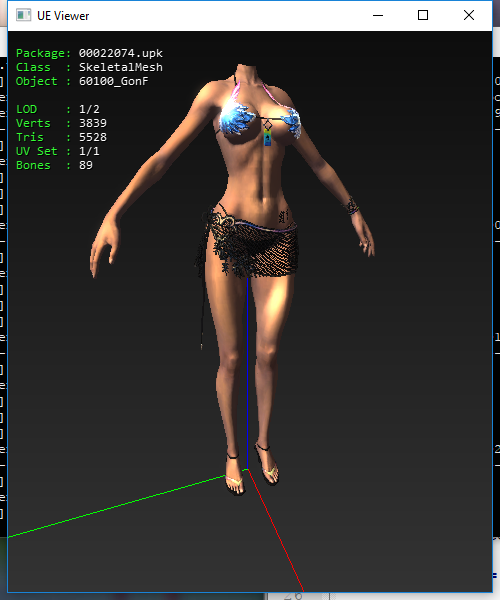 UE Viewer
Package: 00022074.upk
Class  : SkeletalMesh
Object : 60100_GonF
LOD    : 1/2
Verts  : 3839
Tris   : 5528
UV Set : 1/1
Bones  : 89